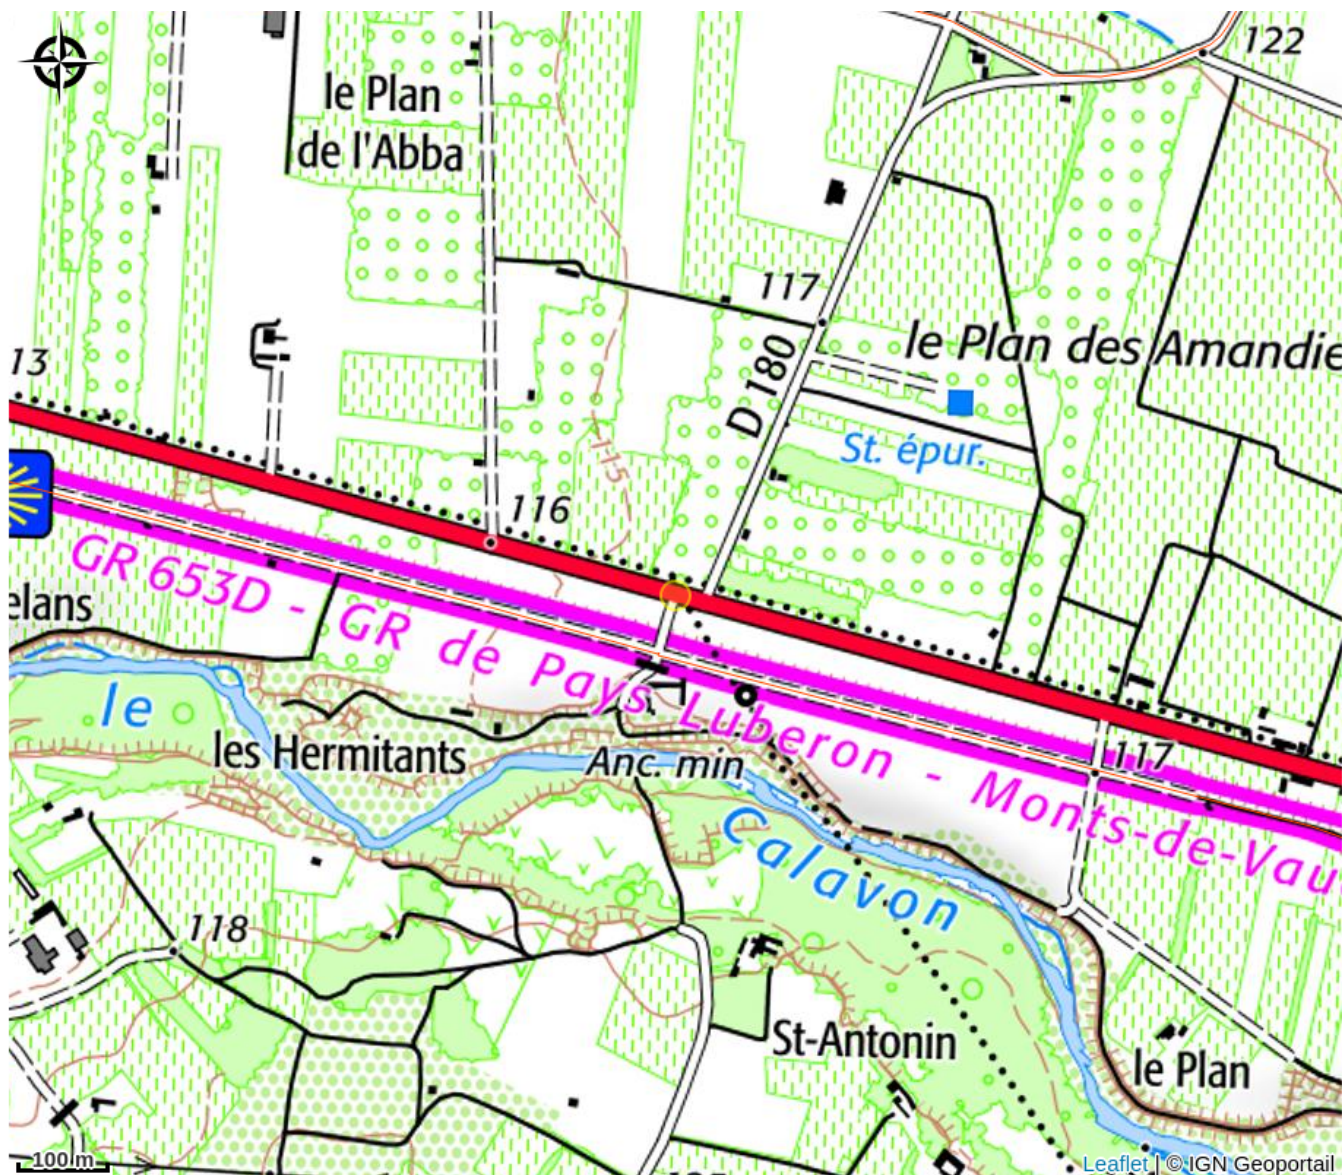 122
le Plan
de l'Abba
117
le Plan des Amandie
13
D 180
St. épur.
115
116
GR 653D - GR de Pays Luberon - Monts-de-Vau
elans
le
les Hermitants
Anc. min
117
Calavon
118
St-Antonin
le Plan
100 m
Leaflet | © IGN Geoportail